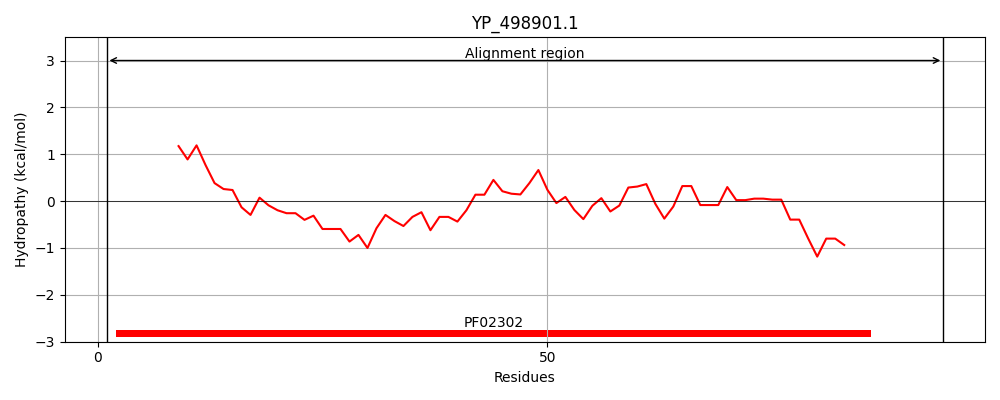 YP_498901.1
Hydropathy (kcal/mol)
3
2
1
0
−1
−2
−3
Alignment region
PF02302
0
50
Residues